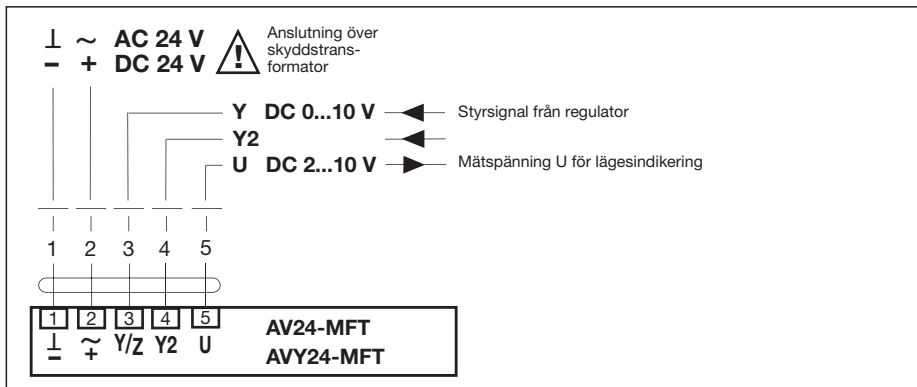 ⊥ ~ AC 24 V
− + DC 24 V
!
Anslutning över
skyddstrans-
formator
Y DC 0...10 V Styrsignal från regulator
Y2
U DC 2...10 V Mätspänning U för lägesindikering
1 2 3 4 5
1 2 3 4 5
⊥ ~ Y/Z Y2 U
− +
AV24-MFT
AVY24-MFT